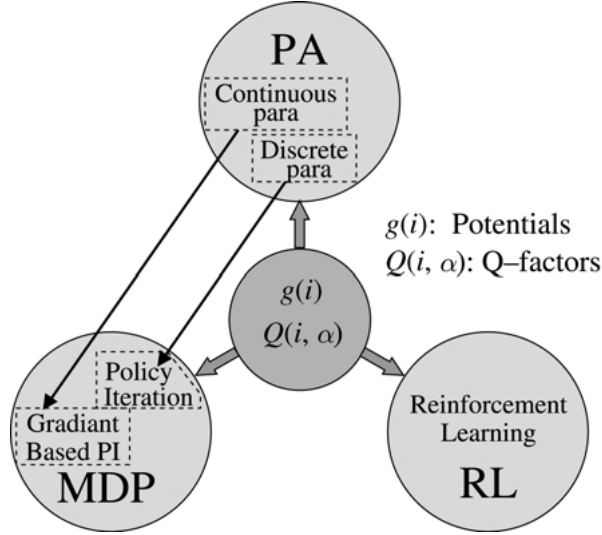 PA
Continuous
para
Discrete
para
g(i): Potentials
Q(i, α): Q–factors
g(i)
Q(i, α)
Policy
Iteration
Gradiant
Based PI
MDP
Reinforcement
Learning
RL